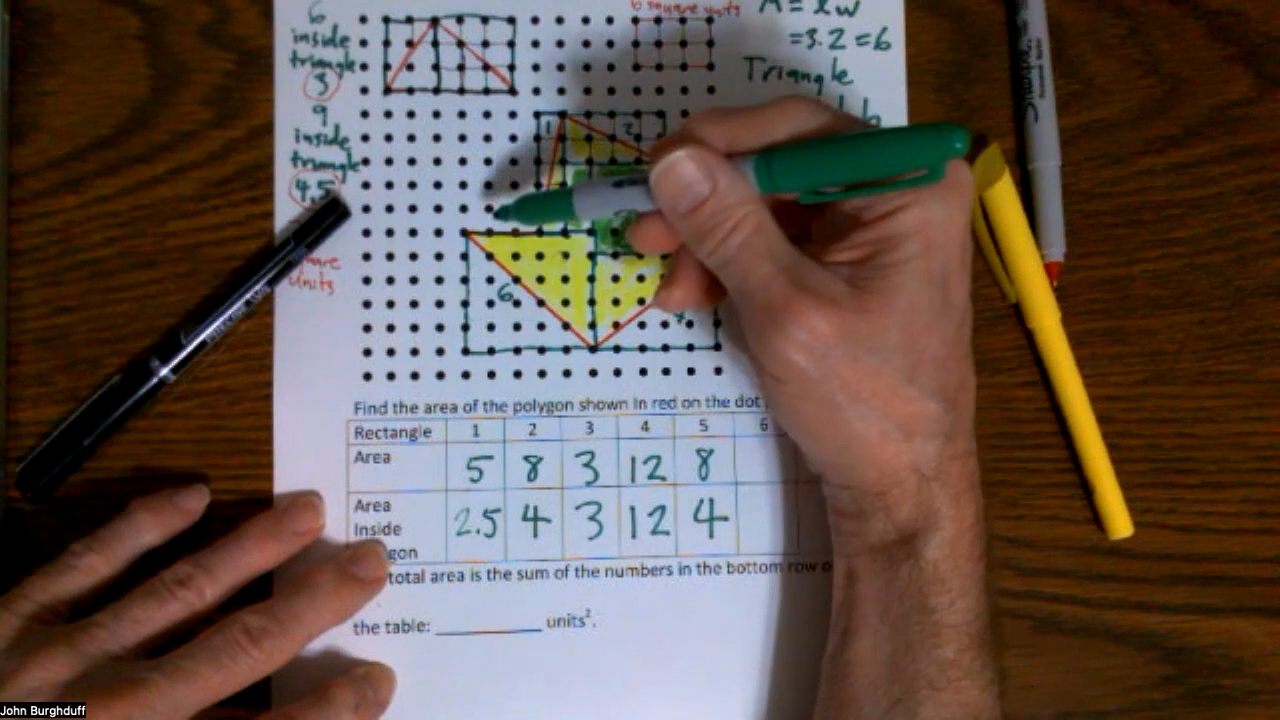 6
inside
triangle
3
9
inside
triangle
4.5
units
6 square units
A = lw
=3.2=6
Triangle
b
1
2
6
Find the area of the polygon shown in red on the dot
Rectangle 1 2 3 4 5 6
Area 5 8 3 12 8
Area
Inside 2.5 4 3 12 4
total area is the sum of the numbers in the bottom row
the table: __________ units².
John Burghduff